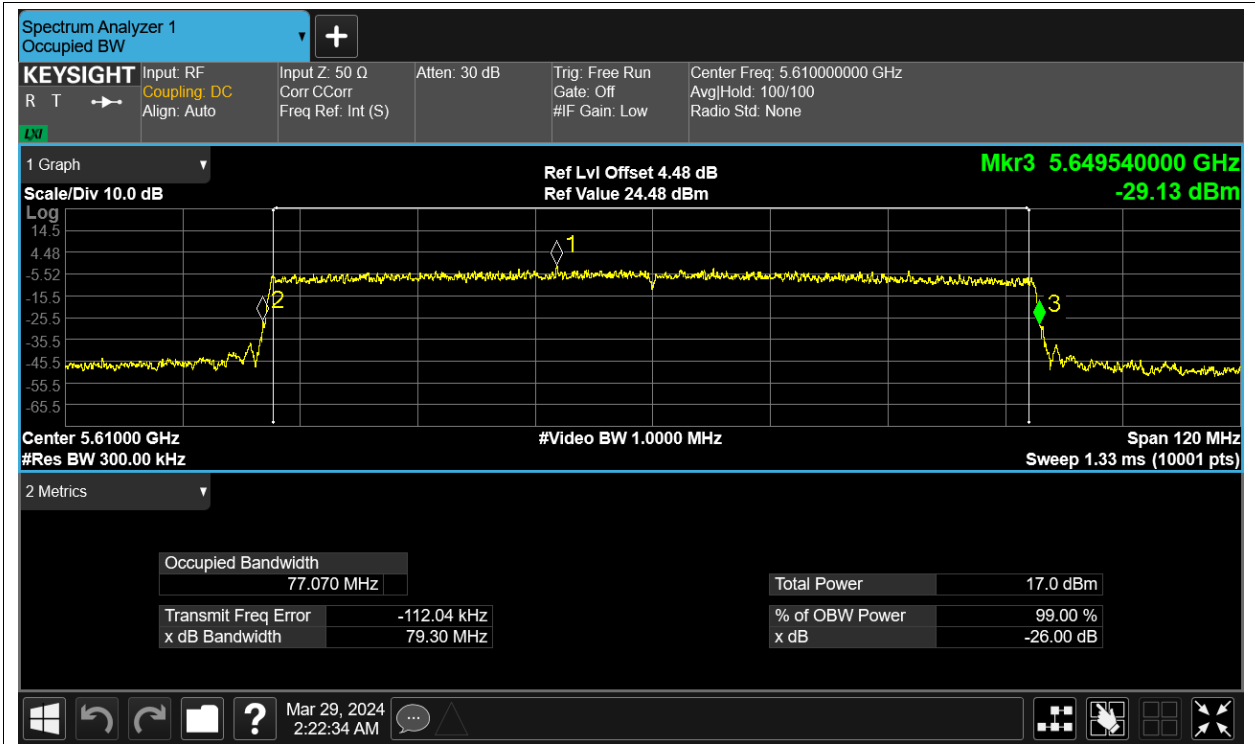 Spectrum Analyzer 1
Occupied BW
KEYSIGHT
R T
LXI
Input: RF
Coupling: DC
Align: Auto
Input Z: 50 Ω
Corr CCorr
Freq Ref: Int (S)
Atten: 30 dB
Trig: Free Run
Gate: Off
#IF Gain: Low
Center Freq: 5.610000000 GHz
Avg|Hold: 100/100
Radio Std: None
1 Graph
Scale/Div 10.0 dB
Ref Lvl Offset 4.48 dB
Ref Value 24.48 dBm
Mkr3 5.649540000 GHz
-29.13 dBm
Log
14.5
4.48
-5.52
-15.5
-25.5
-35.5
-45.5
-55.5
-65.5
1
2
3
Center 5.61000 GHz
#Res BW 300.00 kHz
#Video BW 1.0000 MHz
Span 120 MHz
Sweep 1.33 ms (10001 pts)
2 Metrics
Occupied Bandwidth
77.070 MHz
Transmit Freq Error -112.04 kHz
x dB Bandwidth 79.30 MHz
Total Power 17.0 dBm
% of OBW Power 99.00 %
x dB -26.00 dB
?
Mar 29, 2024
2:22:34 AM